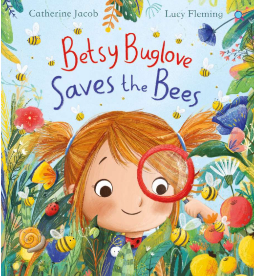 Catherine Jacob Lucy Fleming
Betsy Buglove
Saves the Bees